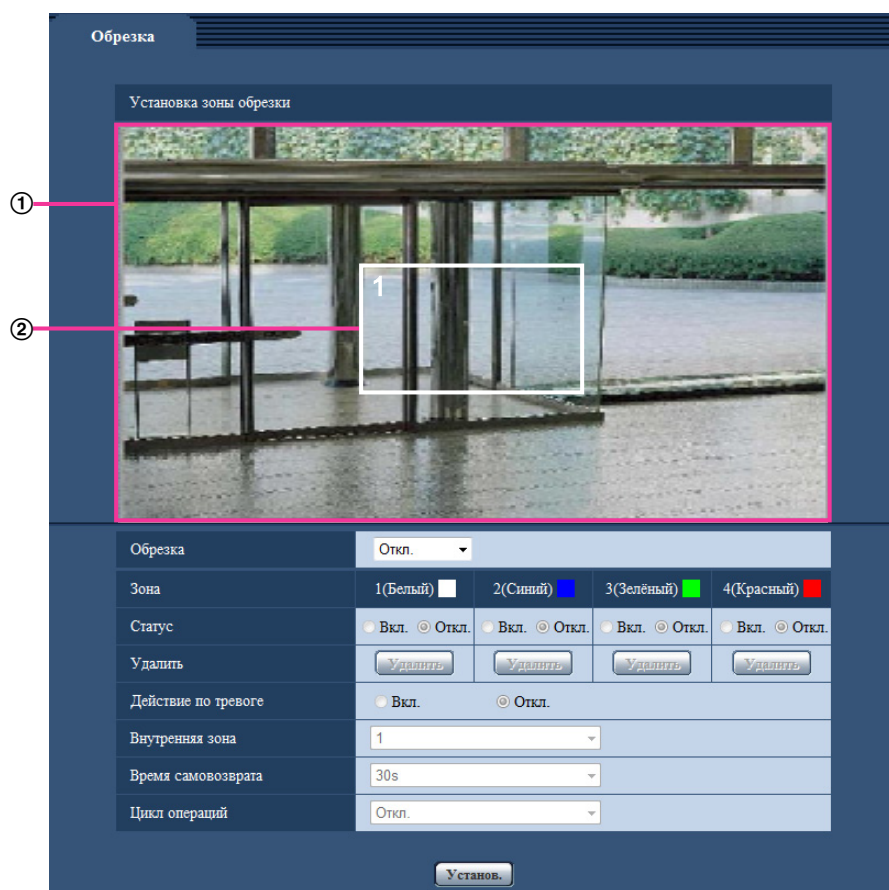 Обрезка
Установка зоны обрезки
①
②
1
Обрезка Откл.
Зона 1(Белый) 2(Синий) 3(Зелёный) 4(Красный)
Статус Вкл. Откл. Вкл. Откл. Вкл. Откл. Вкл. Откл.
Удалить Удалить Удалить Удалить Удалить
Действие по тревоге Вкл. Откл.
Внутренняя зона 1
Время самовозврата 30s
Цикл операций Откл.
Установ.